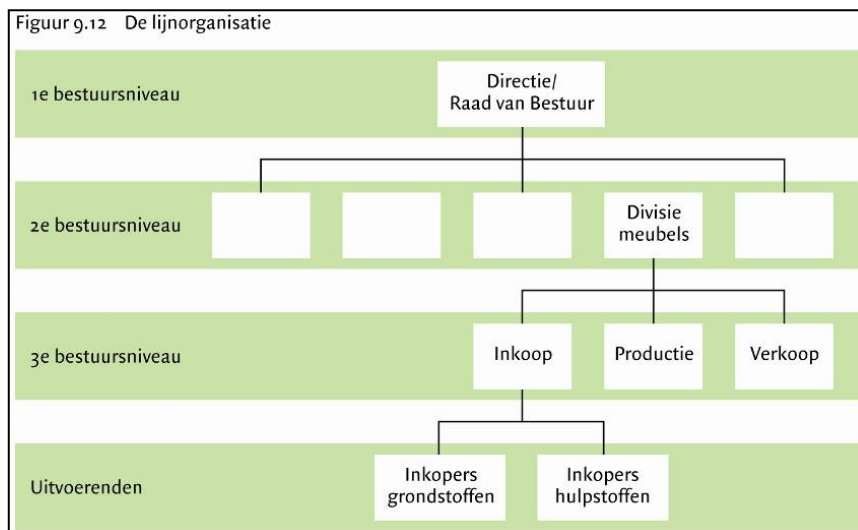 Figuur 9.12 De lijnorganisatie
1e bestuursniveau
Directie/
Raad van Bestuur
2e bestuursniveau
Divisie
meubels
3e bestuursniveau
Inkoop
Productie
Verkoop
Uitvoerenden
Inkopers
grondstoffen
Inkopers
hulpstoffen